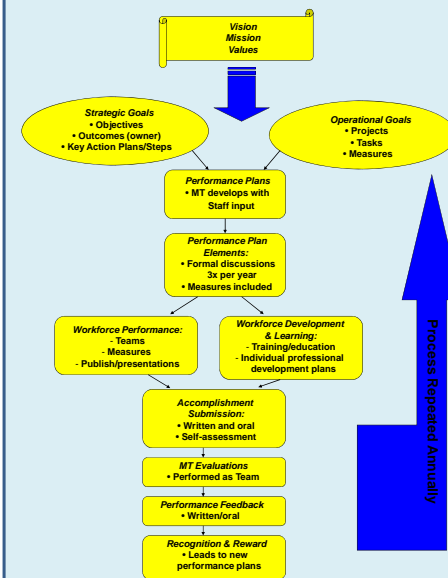 Vision
Mission
Values
Strategic Goals
• Objectives
• Outcomes (owner)
• Key Action Plans/Steps
Operational Goals
• Projects
• Tasks
• Measures
Performance Plans
• MT develops with
Staff input
Performance Plan
Elements:
• Formal discussions
3x per year
• Measures included
Workforce Performance:
- Teams
- Measures
- Publish/presentations
Workforce Development
& Learning:
- Training/education
- Individual professional
development plans
Accomplishment
Submission:
• Written and oral
• Self-assessment
MT Evaluations
• Performed as Team
Performance Feedback
• Written/oral
Recognition & Reward
• Leads to new
performance plans
Process Repeated Annually